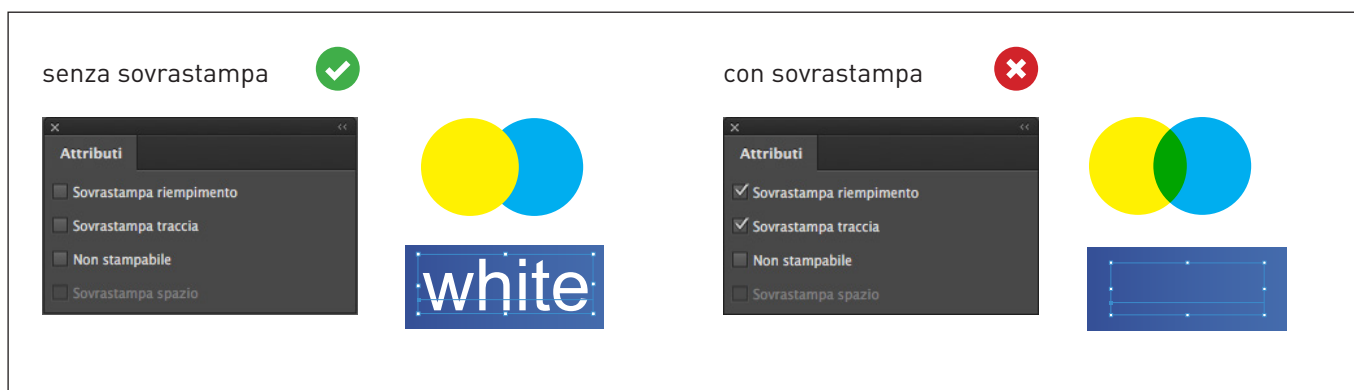 senza sovrastampa
Attributi
Sovrastampa riempimento
Sovrastampa traccia
Non stampabile
Sovrastampa spazio
white
con sovrastampa
Attributi
Sovrastampa riempimento
Sovrastampa traccia
Non stampabile
Sovrastampa spazio